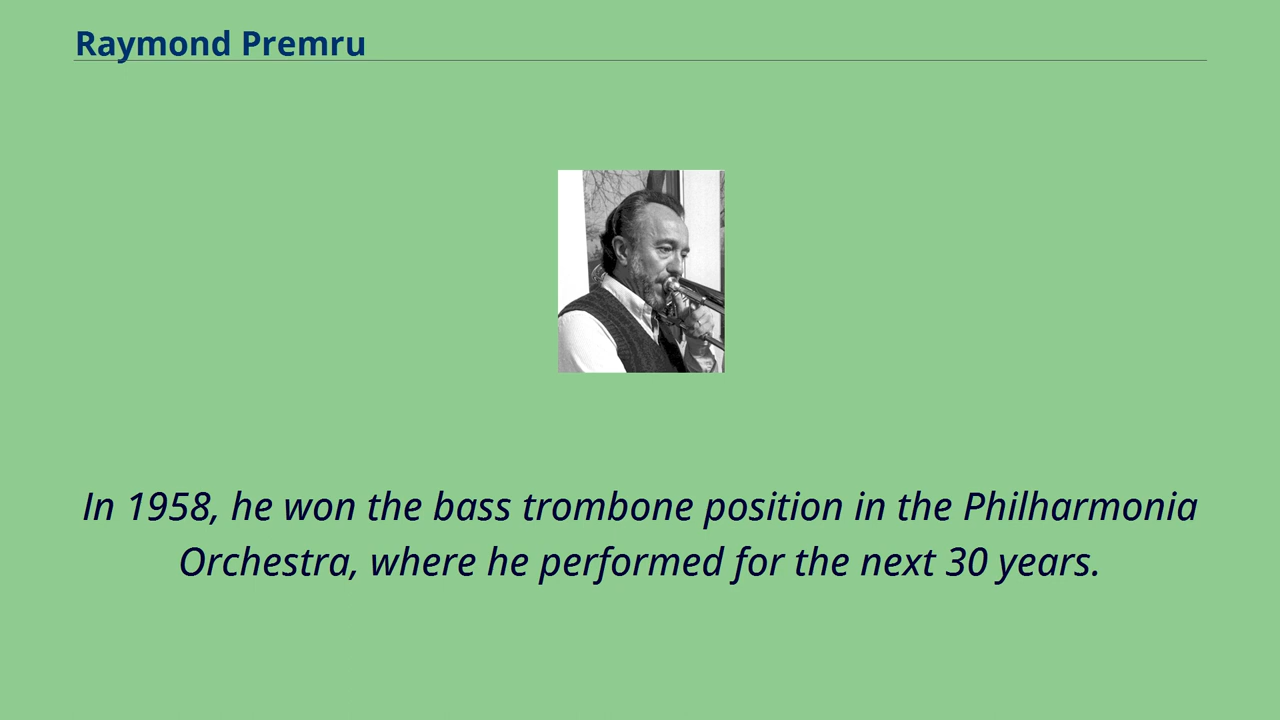 Raymond Premru
In 1958, he won the bass trombone position in the Philharmonia
Orchestra, where he performed for the next 30 years.